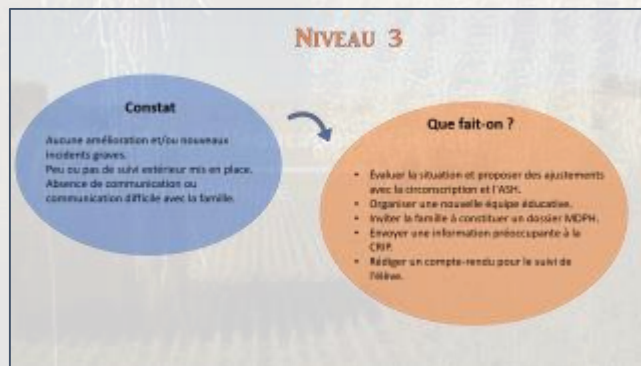 NIVEAU 3
Constat
Aucune amélioration et/ou nouveaux
incidents graves.
Peu ou pas de suivi extérieur mis en place.
Absence de communication ou
communication difficile avec la famille.
Que fait-on ?
• Évaluer la situation et proposer des ajustements
avec la circonscription et l'ASH.
• Organiser une nouvelle équipe éducative.
• Inviter la famille à constituer un dossier MDPH.
• Envoyer une information préoccupante à la
CRIP.
• Rédiger un compte-rendu pour le suivi de
l'élève.